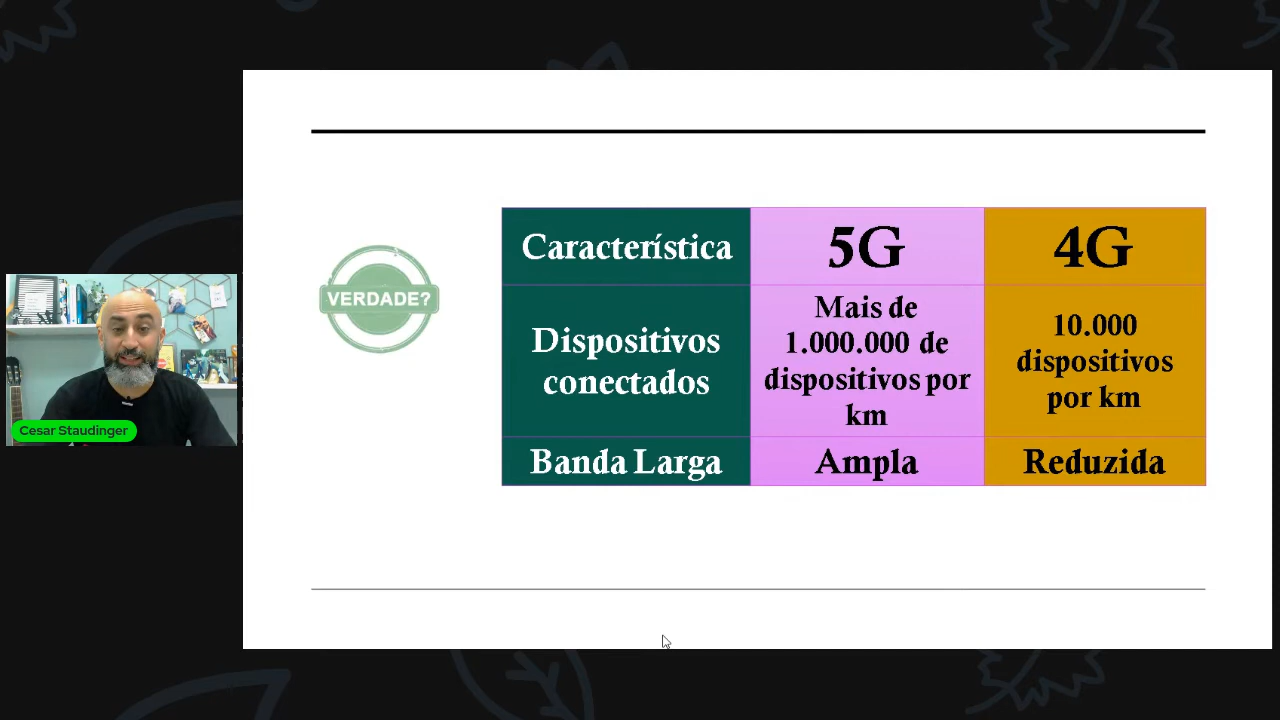 VERDADE?
Característica
5G
4G
Dispositivos
conectados
Mais de
1.000.000 de
dispositivos por
km
10.000
dispositivos
por km
Banda Larga
Ampla
Reduzida
Cesar Staudinger